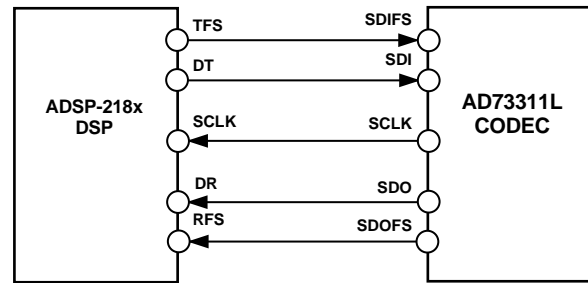 TFS SDIFS
DT SDI
ADSP-218x
DSP
AD73311L
CODEC
SCLK SCLK
DR SDO
RFS SDOFS